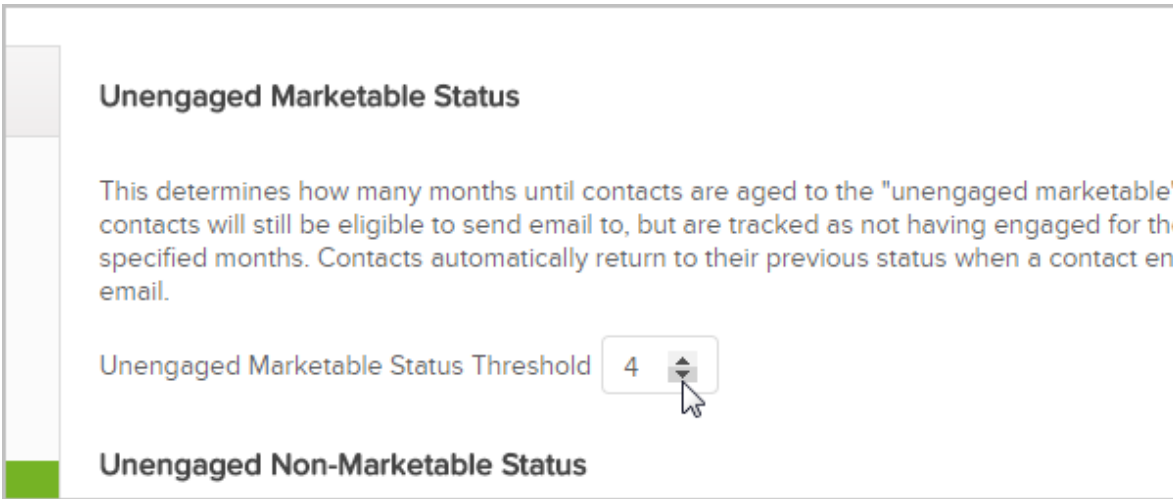 Unengaged Marketable Status
This determines how many months until contacts are aged to the "unengaged marketable"
contacts will still be eligible to send email to, but are tracked as not having engaged for the
specified months. Contacts automatically return to their previous status when a contact en
email.
Unengaged Marketable Status Threshold 4
Unengaged Non-Marketable Status